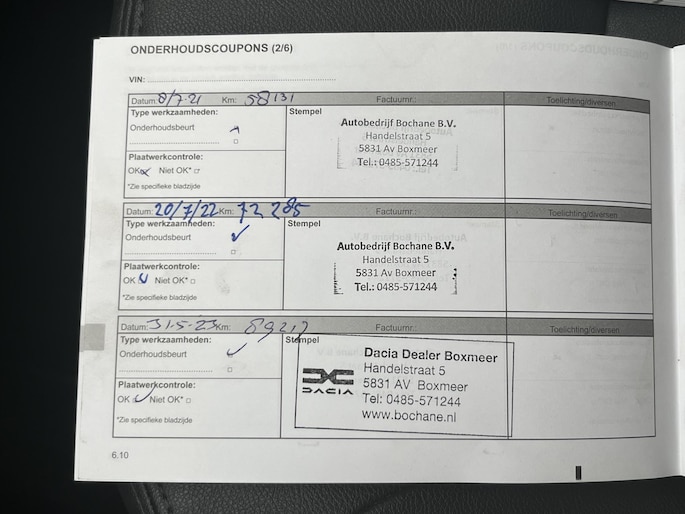 ONDERHOUDSCOUPONS (2/6)
VIN:
Datum: 8/7-21 Km: 58131 Factuurnr.: Toelichting/diversen
Type werkzaamheden: Stempel
Onderhoudsbeurt
Plaatwerkcontrole:
OK Niet OK*
*Zie specifieke bladzijde
Autobedrijf Bochane B.V.
Handelstraat 5
5831 Av Boxmeer
Tel.: 0485-571244
Datum: 20/7/22 Km: 72 285 Factuurnr.: Toelichting/diversen
Type werkzaamheden: Stempel
Onderhoudsbeurt
Plaatwerkcontrole:
OK Niet OK*
*Zie specifieke bladzijde
Autobedrijf Bochane B.V.
Handelstraat 5
5831 Av Boxmeer
Tel.: 0485-571244
Datum: 31-5-23 Km: Factuurnr.: Toelichting/diversen
Type werkzaamheden: Stempel
Onderhoudsbeurt
Plaatwerkcontrole:
OK Niet OK*
*Zie specifieke bladzijde
DACIA
Dacia Dealer Boxmeer
Handelstraat 5
5831 AV Boxmeer
Tel: 0485-571244
www.bochane.nl
6.10